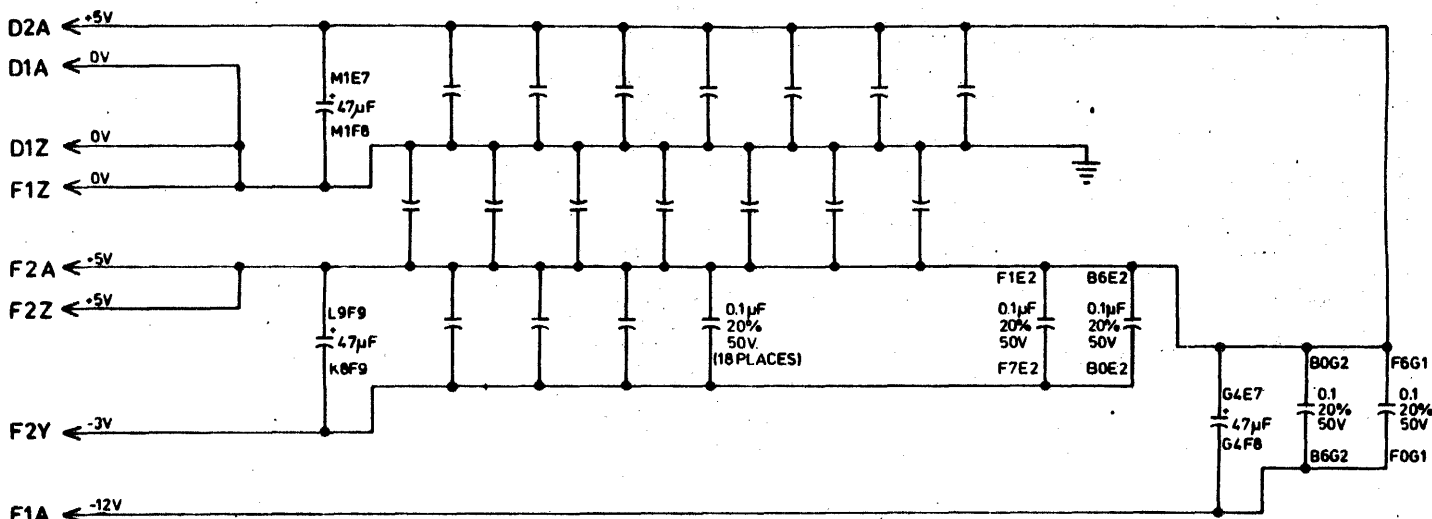 D2A +5V
D1A 0V
M1E7
+
47µF
M1F8
D1Z 0V
F1Z 0V
F2A +5V
F2Z +5V
L9F9
+
47µF
K8F9
0.1µF
20%
50V.
(18 PLACES)
F1E2
0.1µF
20%
50V
F7E2
B6E2
0.1µF
20%
50V
B0E2
F2Y -3V
G4E7
+
47µF
G4F8
B0G2
0.1
20%
50V
B6G2
F6G1
0.1
20%
50V
F0G1
F1A -12V